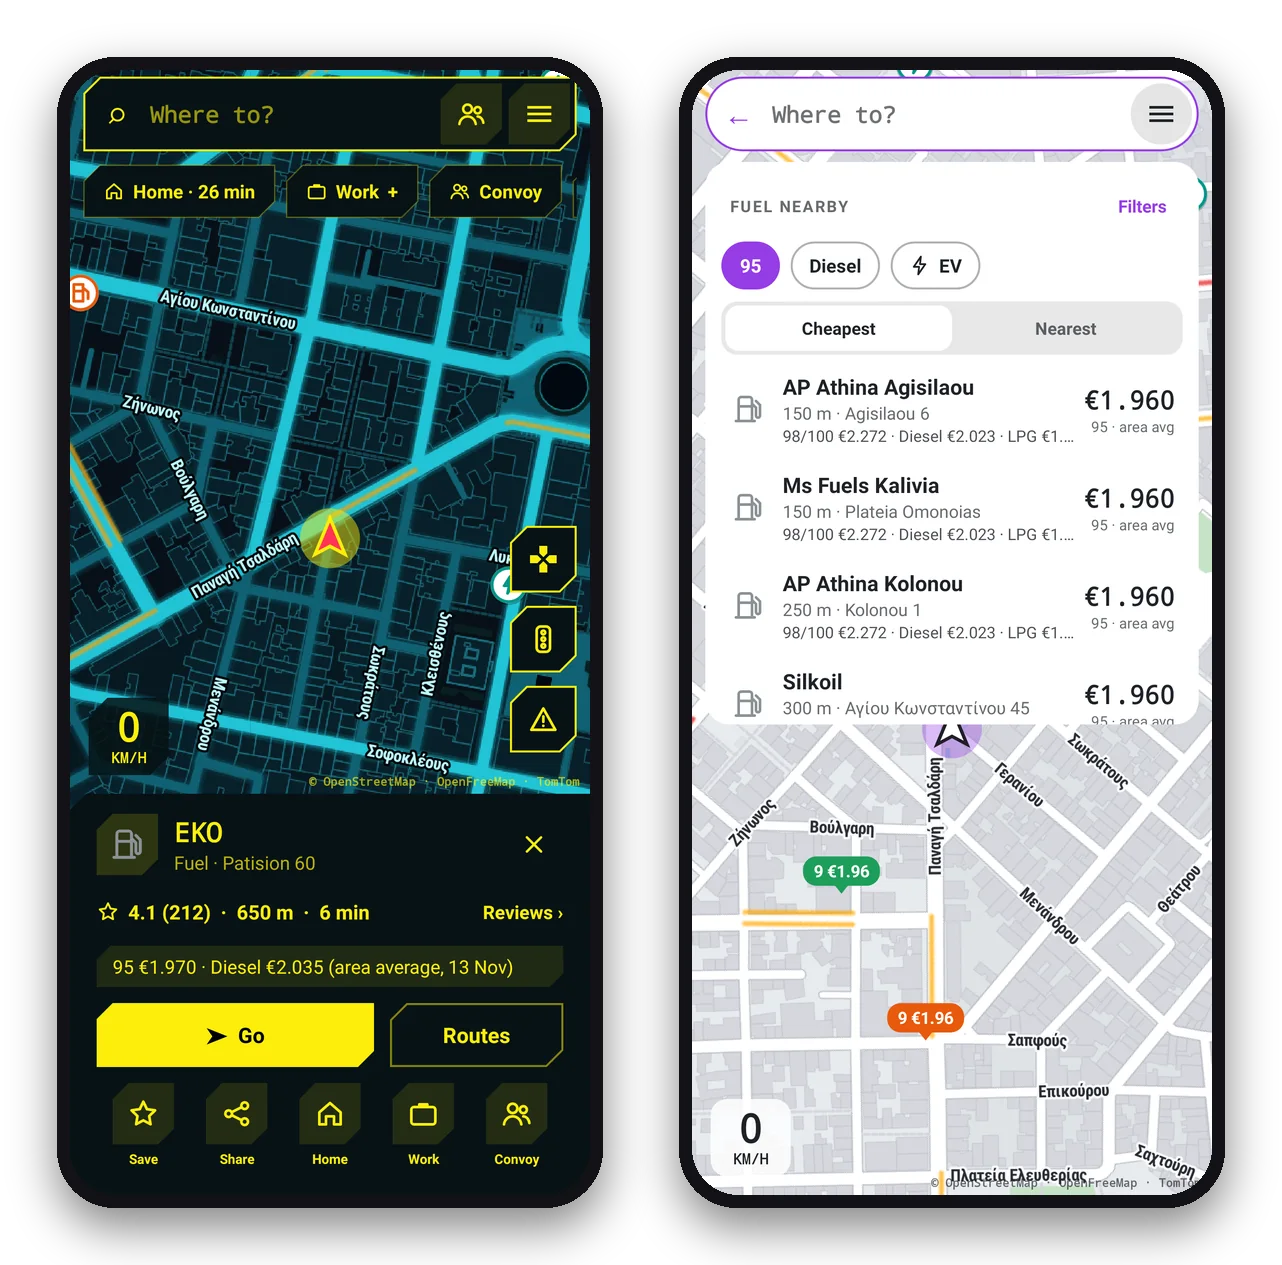 Where to?
Home · 26 min
Work +
Convoy
Αγίου Κωνσταντίνου
Ζήνωνος
Βούλγαρη
Παναγή Τσαλδάρη
Κλεισθένους
Σωκράτους
Μενάνδρου
Σοφοκλέους
0
KM/H
© OpenStreetMap · OpenFreeMap · TomTom
EKO
Fuel · Patision 60
4.1 (212) · 650 m · 6 min
Reviews ›
95 €1.970 · Diesel €2.035 (area average, 13 Nov)
Go
Routes
Save
Share
Home
Work
Convoy
Where to?
FUEL NEARBY
Filters
95
Diesel
EV
Cheapest
Nearest
AP Athina Agisilaou
€1.960
150 m · Agisilaou 6
95 · area avg
98/100 €2.272 · Diesel €2.023 · LPG €1....
Ms Fuels Kalivia
€1.960
150 m · Plateia Omonoias
95 · area avg
98/100 €2.272 · Diesel €2.023 · LPG €1....
AP Athina Kolonou
€1.960
250 m · Kolonou 1
95 · area avg
98/100 €2.272 · Diesel €2.023 · LPG €1....
Silkoil
€1.960
300 m · Αγίου Κωνσταντίνου 45
95 · area avg
Σωκράτους
Γερανίου
Παναγή Τσαλδάρη
Ζήνωνος
Βούλγαρη
9 €1.96
Θεάτρου
Μενάνδρου
9 €1.96
Σαπφούς
Επικούρου
0
KM/H
Σαχτούρη
Πλατεία Ελευθερίας
© OpenStreetMap · OpenFreeMap · TomTo